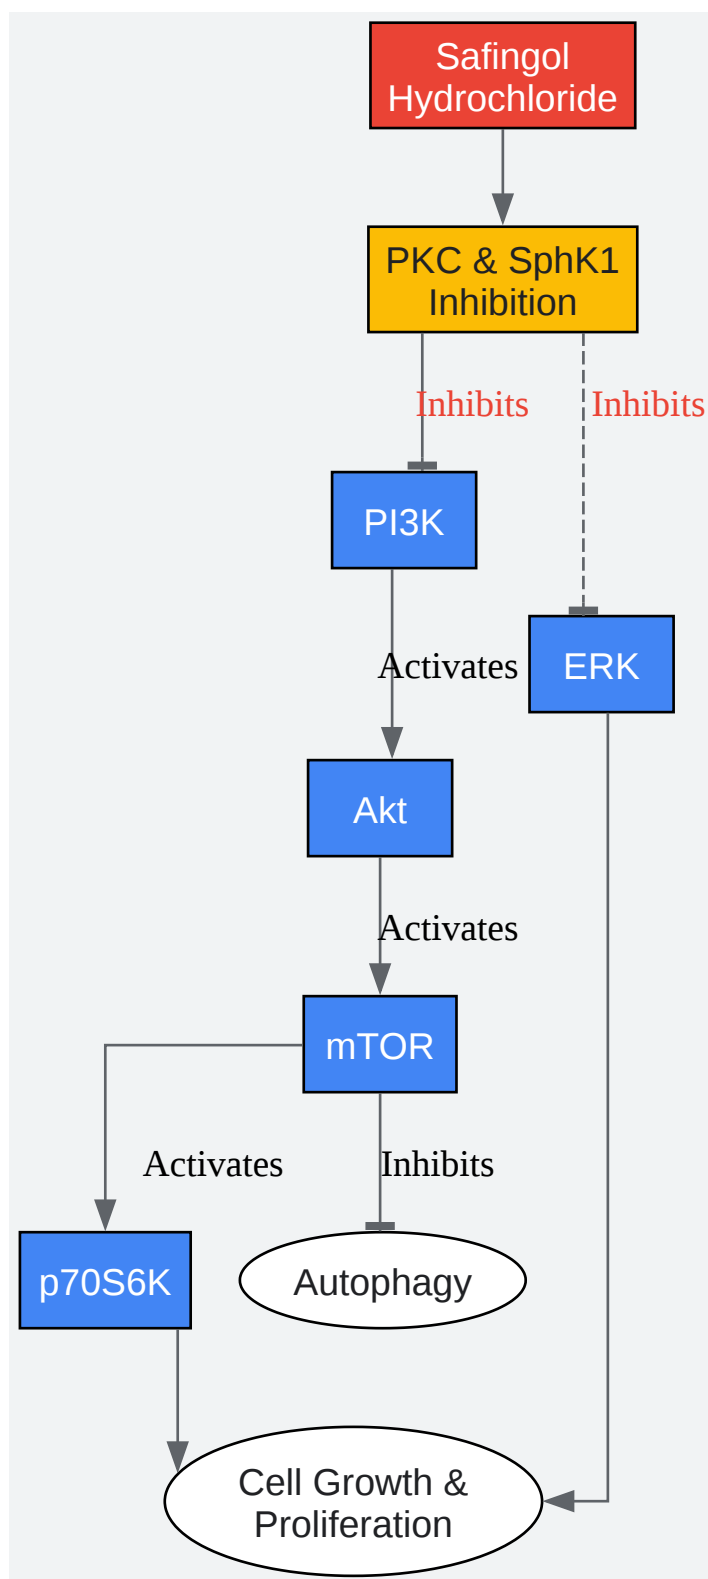 Safingol
Hydrochloride
PKC & SphK1
Inhibition
Inhibits
Inhibits
PI3K
ERK
Activates
Akt
Activates
mTOR
Activates
Inhibits
p70S6K
Autophagy
Cell Growth &
Proliferation